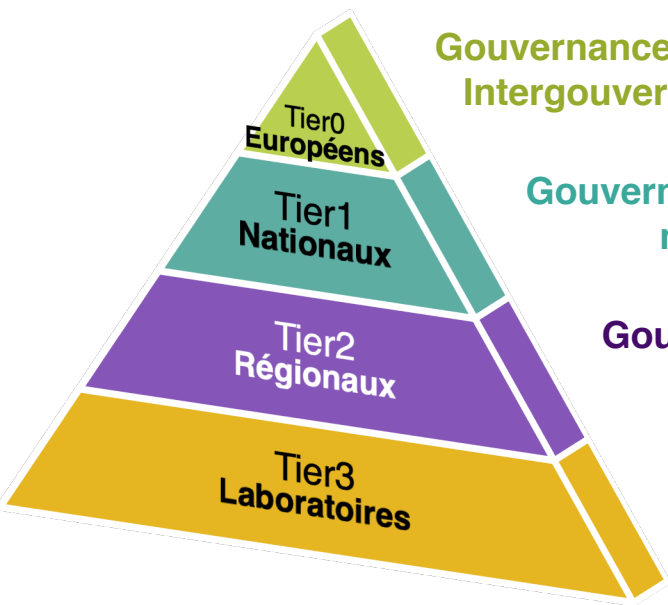 Gouvernance
Intergouver
Tier0
Européens
Gouvern
Tier1
Nationaux
Gou
Tier2
Régionaux
Tier3
Laboratoires